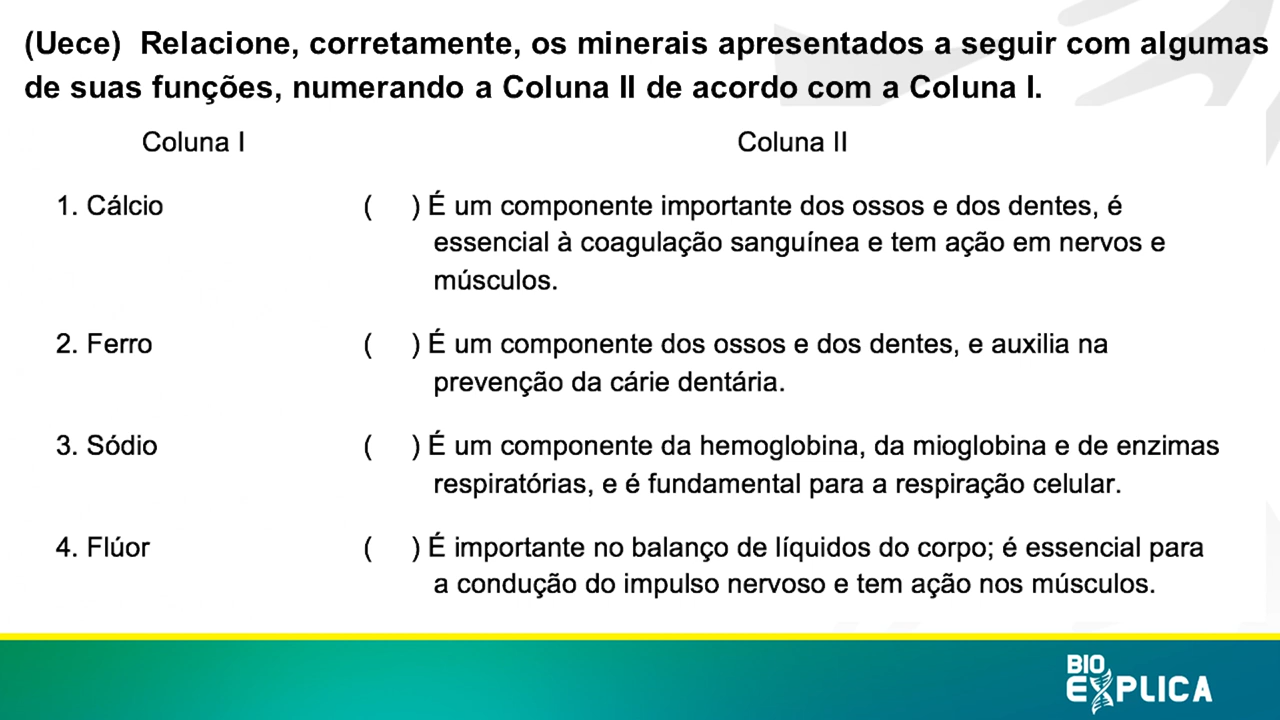 (Uece)  Relacione, corretamente, os minerais apresentados a seguir com algumas
de suas funções, numerando a Coluna II de acordo com a Coluna I.
Coluna I
Coluna II
1. Cálcio
(    ) É um componente importante dos ossos e dos dentes, é
essencial à coagulação sanguínea e tem ação em nervos e
músculos.
2. Ferro
(    ) É um componente dos ossos e dos dentes, e auxilia na
prevenção da cárie dentária.
3. Sódio
(    ) É um componente da hemoglobina, da mioglobina e de enzimas
respiratórias, e é fundamental para a respiração celular.
4. Flúor
(    ) É importante no balanço de líquidos do corpo; é essencial para
a condução do impulso nervoso e tem ação nos músculos.
BIO
EXPLICA